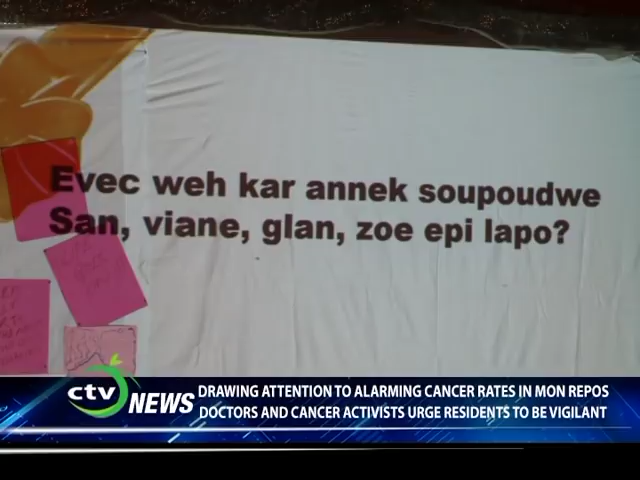 Evec weh kar annek soupoudwe
San, viane, glan, zoe epi lapo?
ctv NEWS
DRAWING ATTENTION TO ALARMING CANCER RATES IN MON REPOS
DOCTORS AND CANCER ACTIVISTS URGE RESIDENTS TO BE VIGILANT